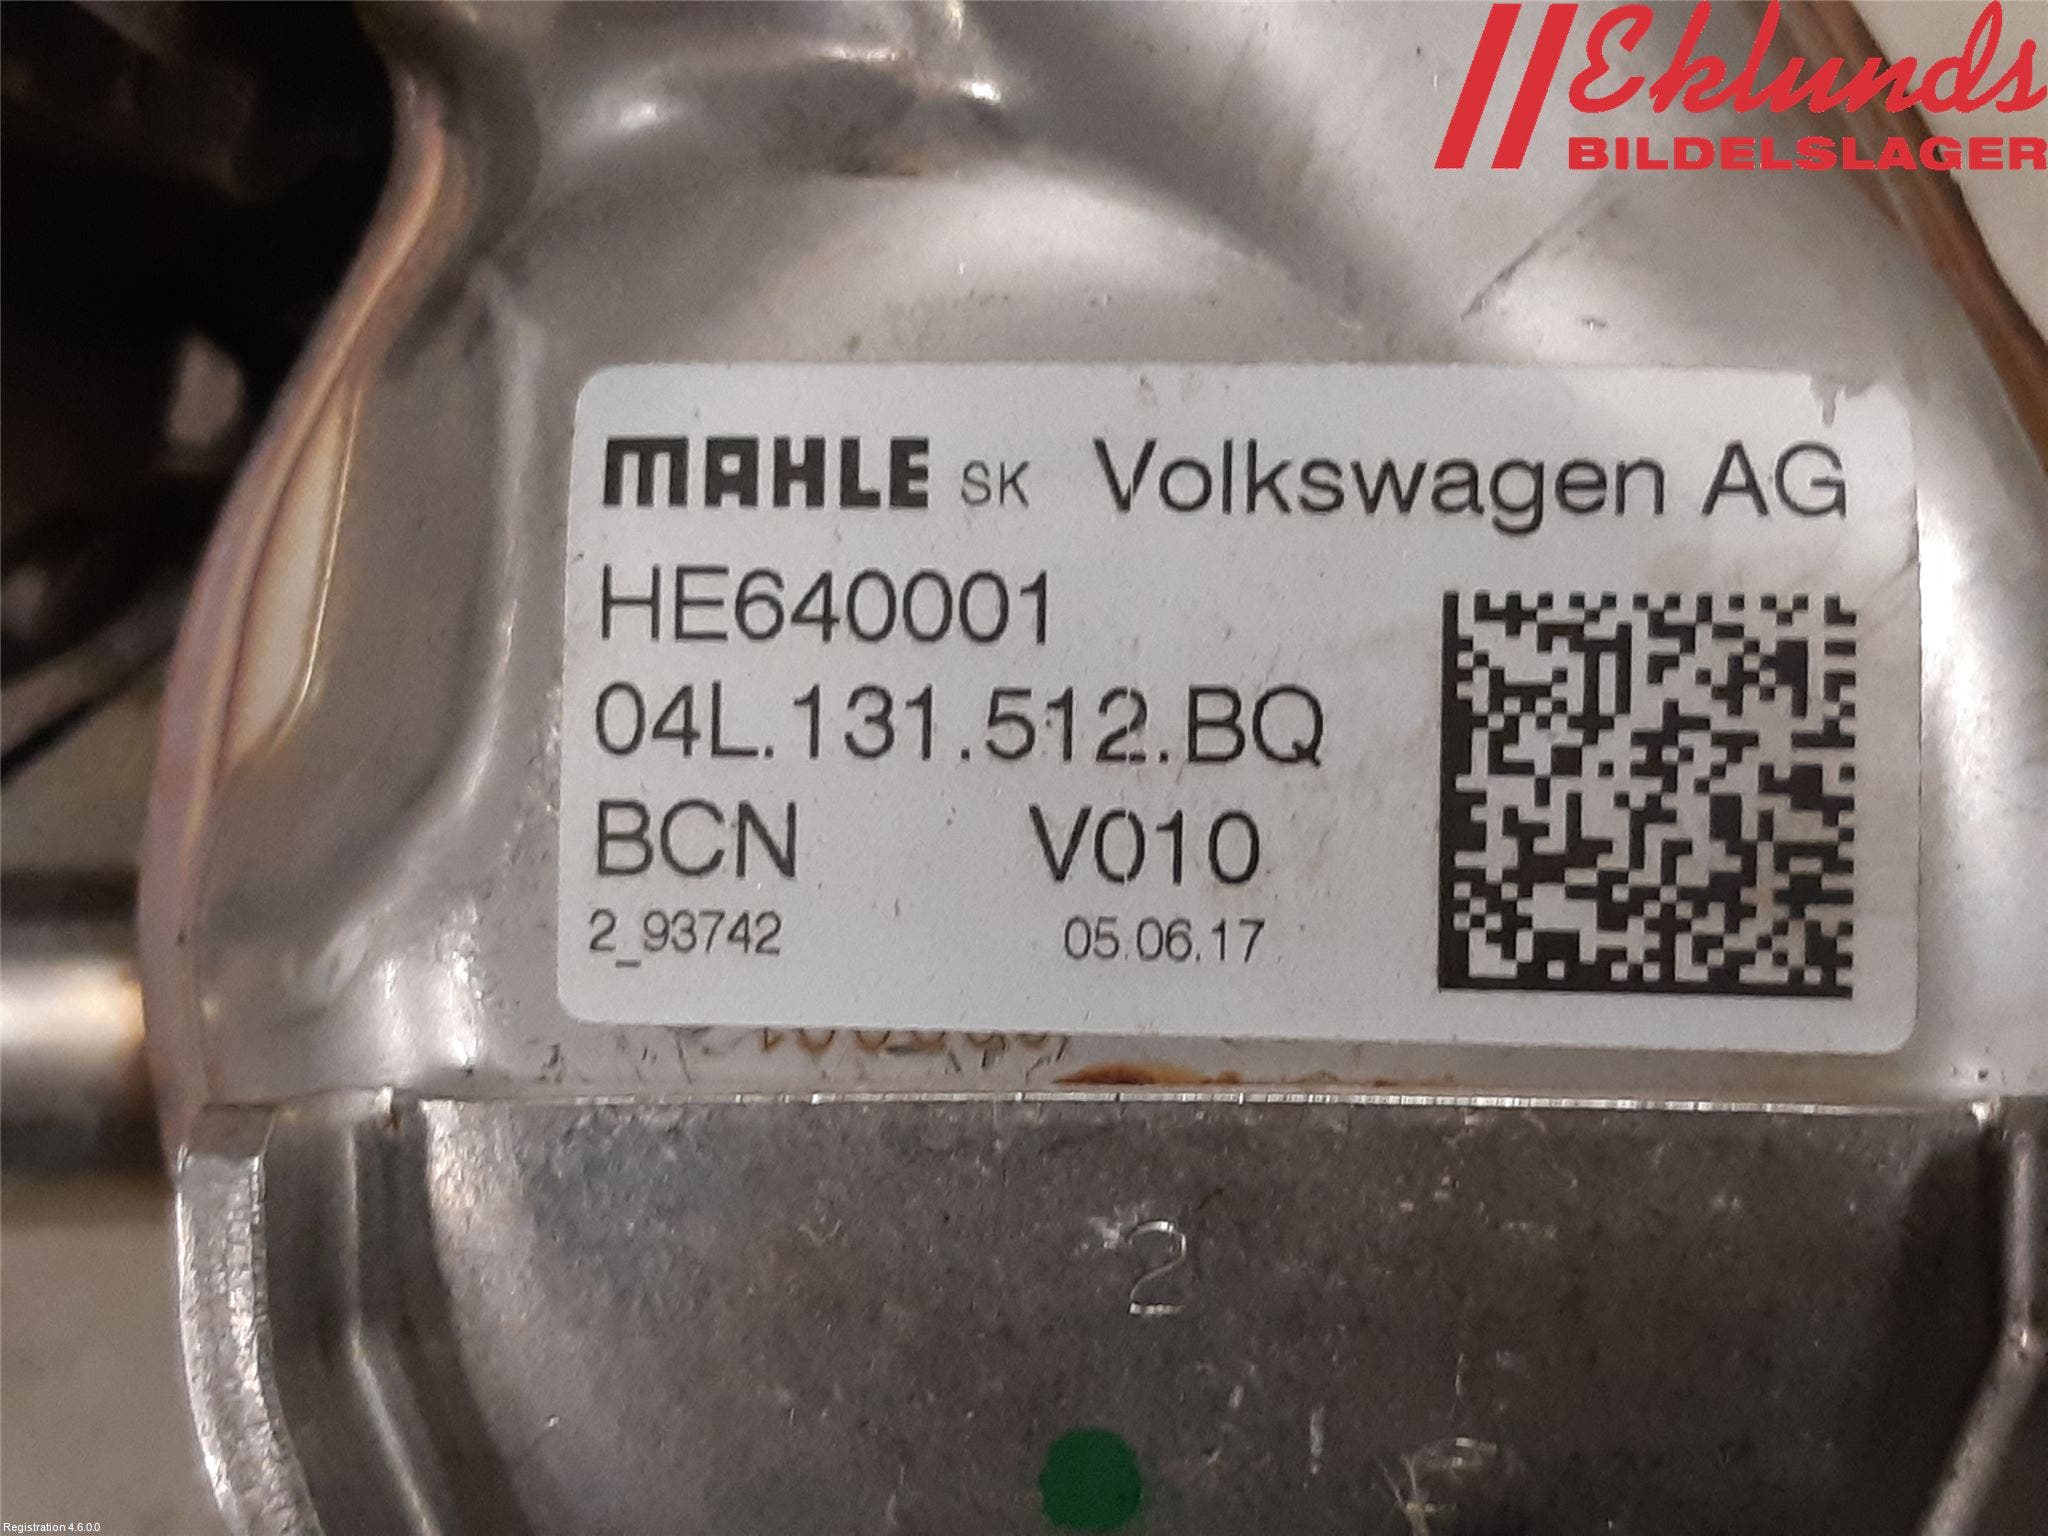 Eklunds
BILDELSLAGER
MAHLE SK Volkswagen AG
HE640001
04L.131.512.BQ
BCN V010
2_93742 05.06.17
2
Registration 4.6.0.0